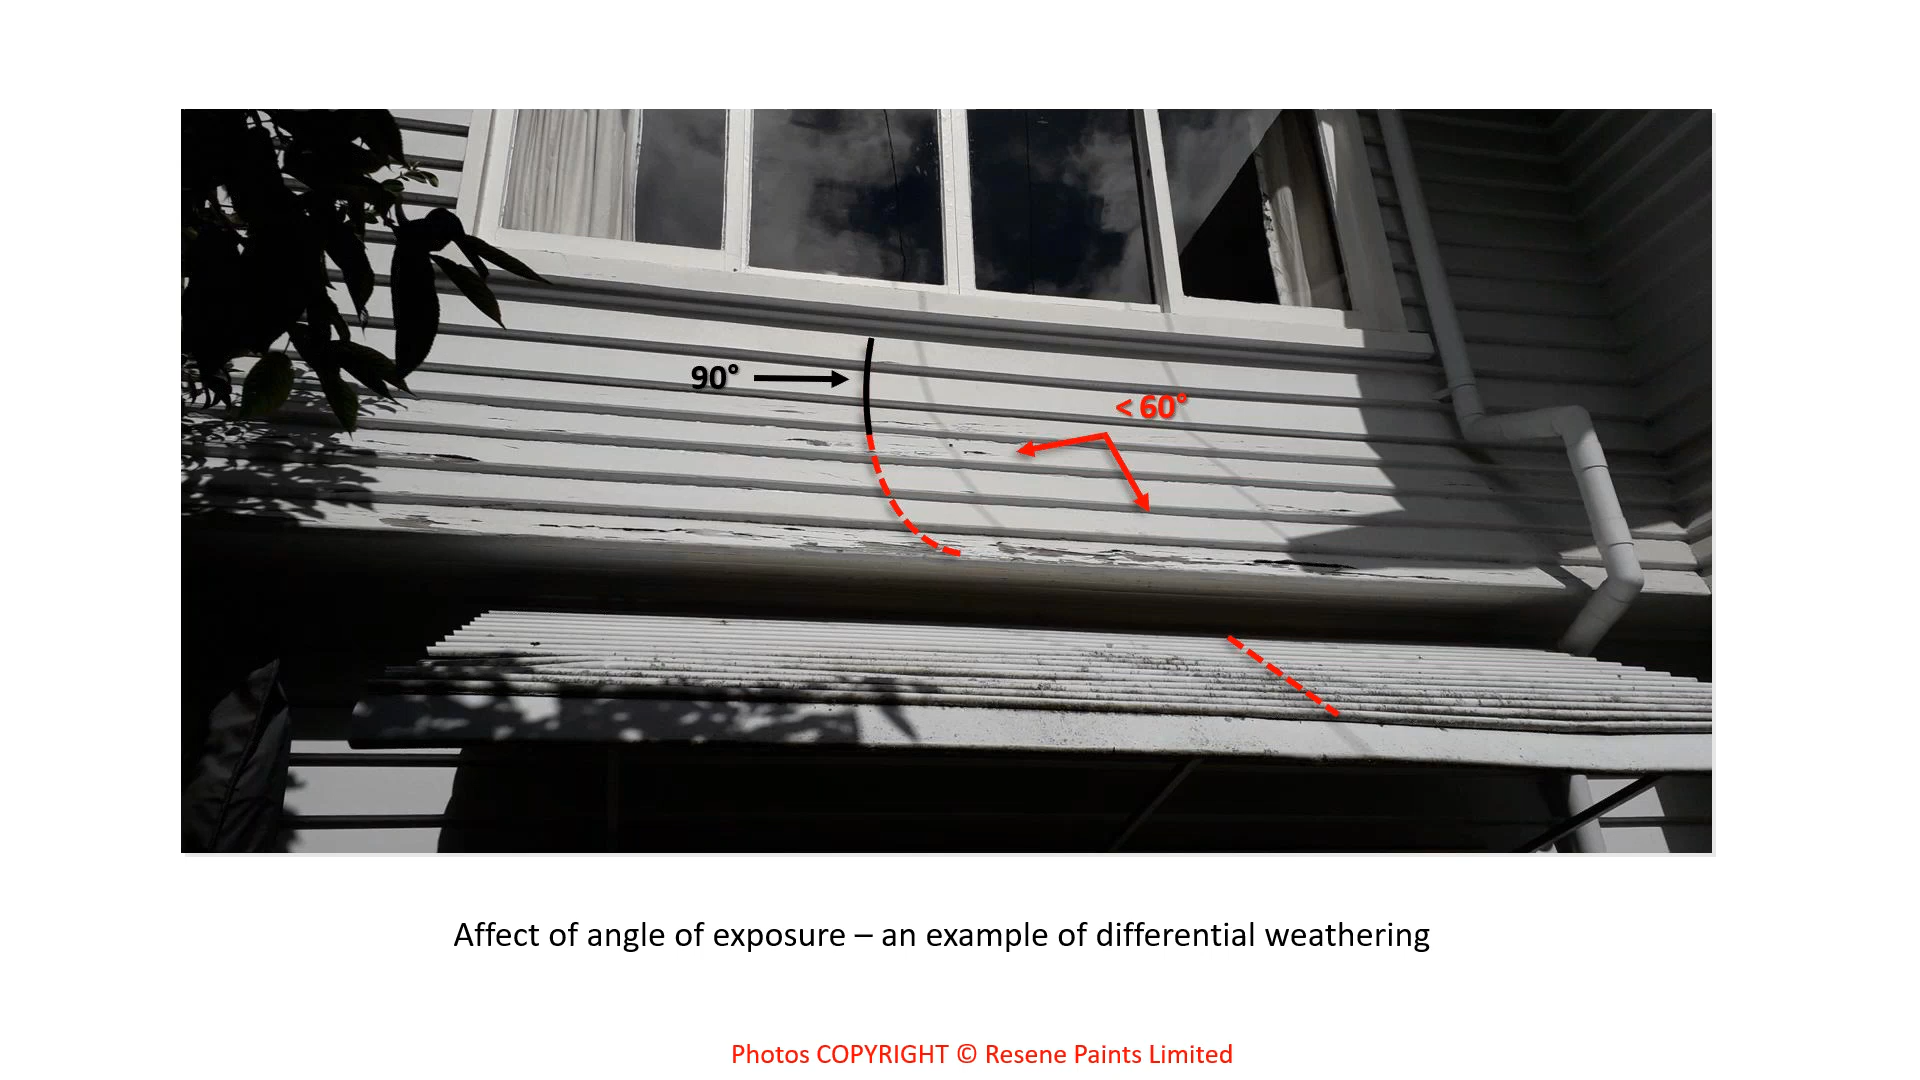 90°
< 60°
Affect of angle of exposure – an example of differential weathering
Photos COPYRIGHT © Resene Paints Limited